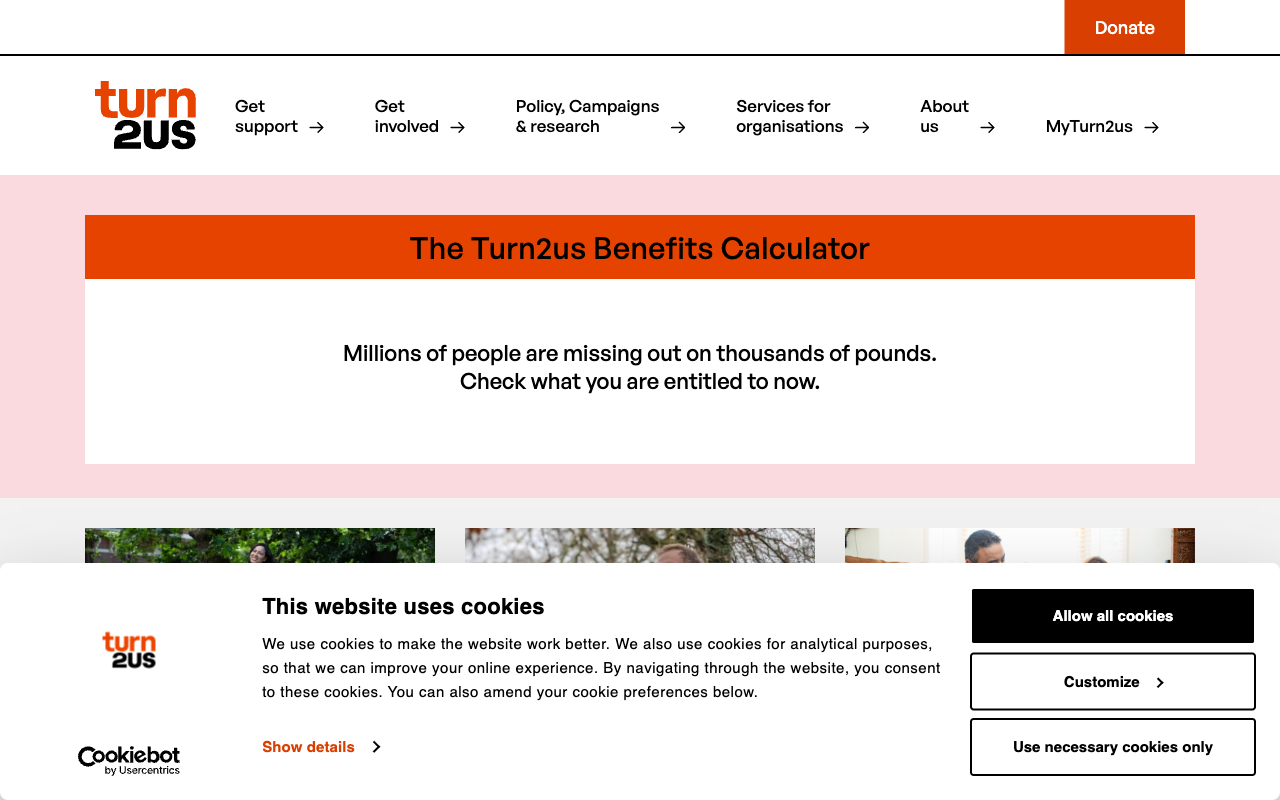 Donate
turn
2us
Get
support
Get
involved
Policy, Campaigns
& research
Services for
organisations
About
us
MyTurn2us
The Turn2us Benefits Calculator
Millions of people are missing out on thousands of pounds.
Check what you are entitled to now.
turn
2us
Cookiebot
by Usercentrics
This website uses cookies
We use cookies to make the website work better. We also use cookies for analytical purposes,
so that we can improve your online experience. By navigating through the website, you consent
to these cookies. You can also amend your cookie preferences below.
Show details
Allow all cookies
Customize
Use necessary cookies only